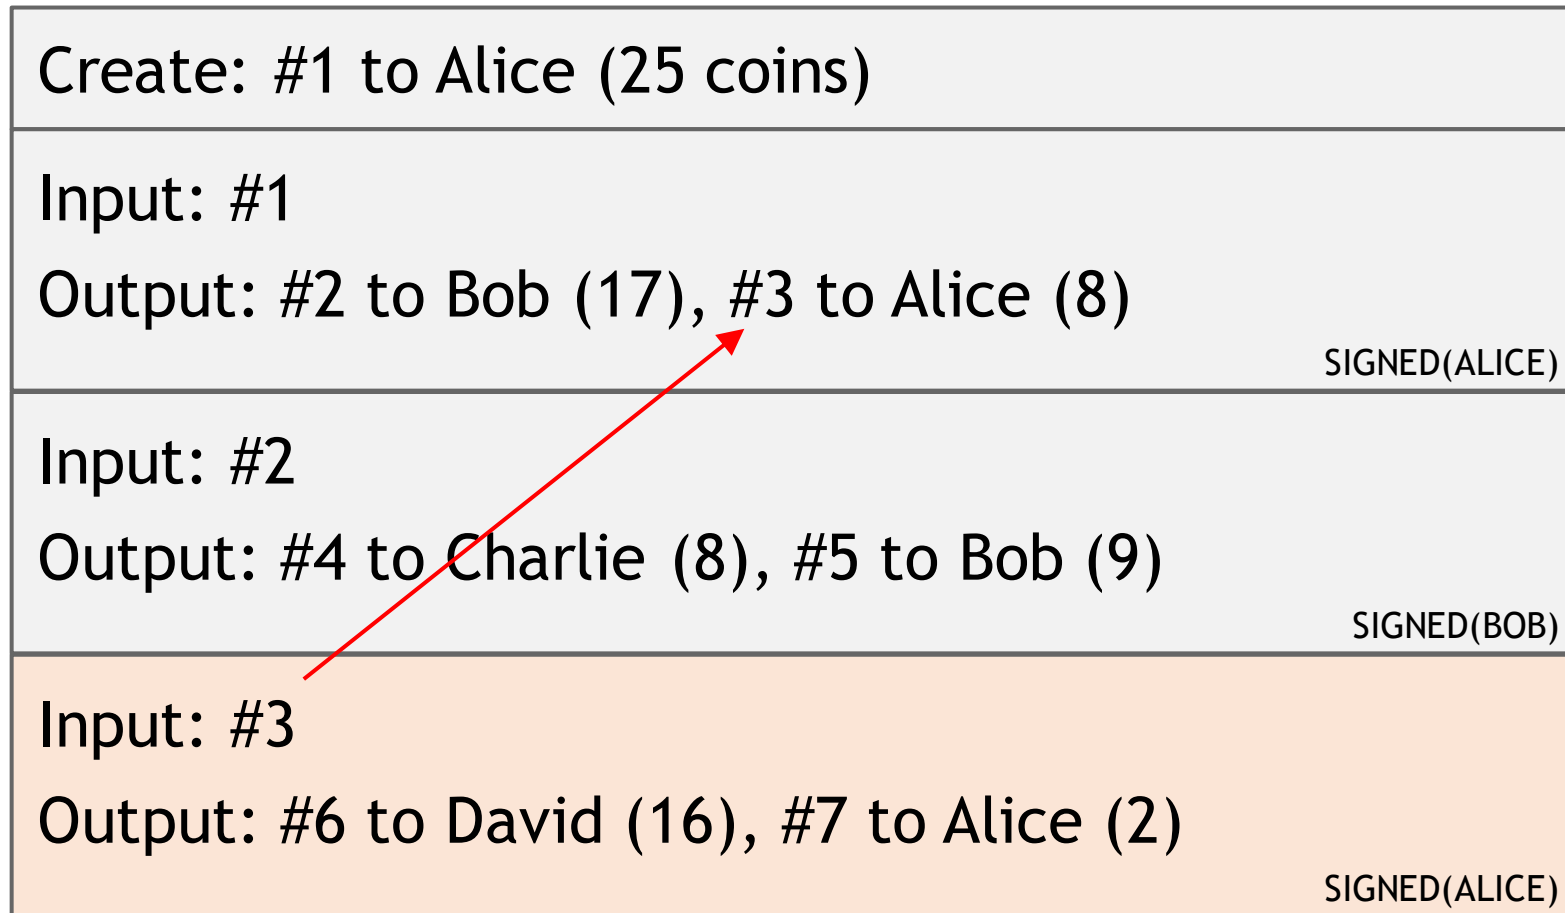 Create: #1 to Alice (25 coins)
Input: #1
Output: #2 to Bob (17), #3 to Alice (8)
SIGNED(ALICE)
Input: #2
Output: #4 to Charlie (8), #5 to Bob (9)
SIGNED(BOB)
Input: #3
Output: #6 to David (16), #7 to Alice (2)
SIGNED(ALICE)